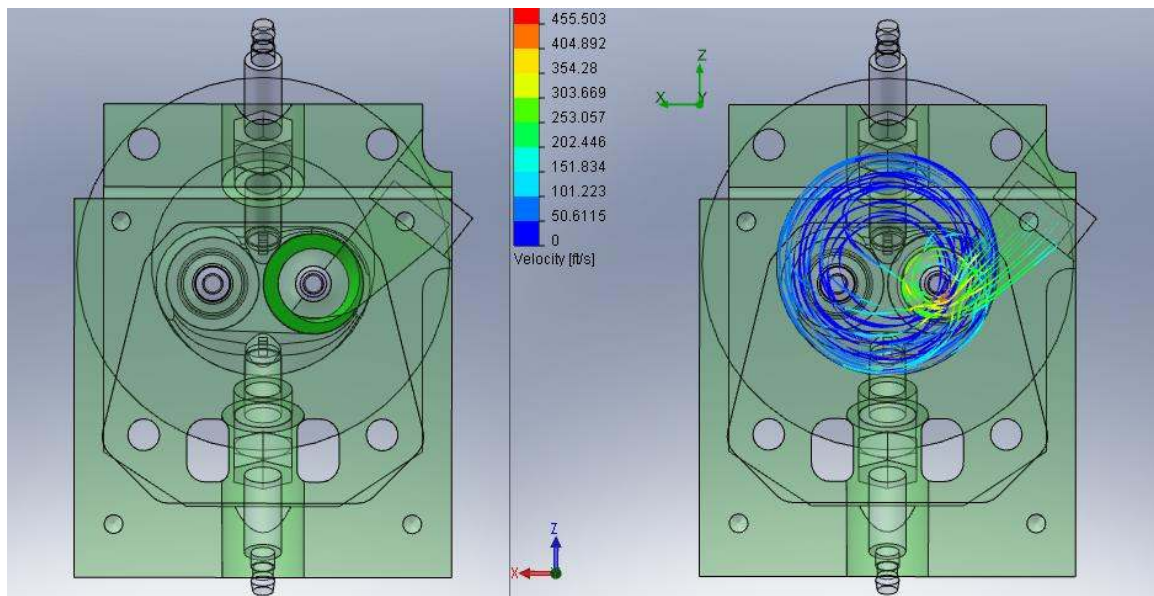 455.503
404.892
354.28
303.669
253.057
202.446
151.834
101.223
50.6115
0
Velocity [ft/s]
Z
X
Y
Z
X